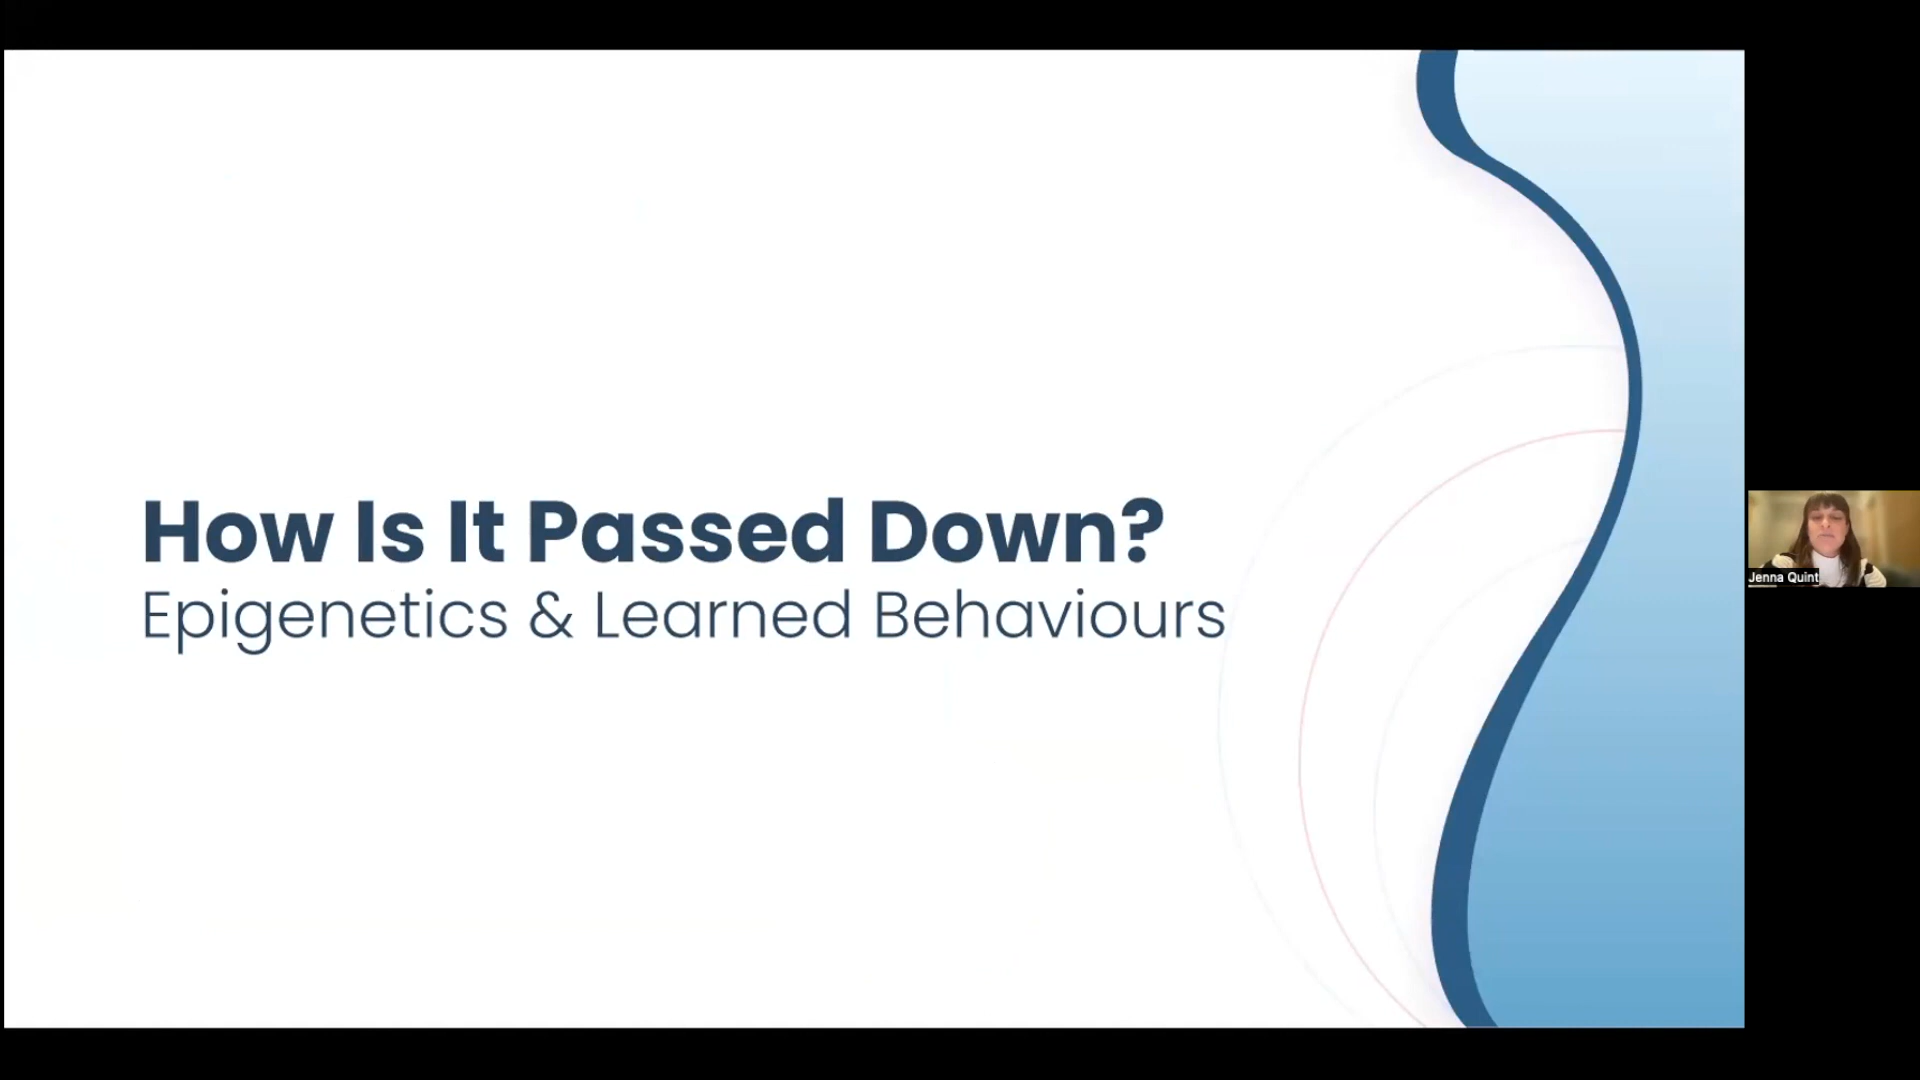 How Is It Passed Down?
Epigenetics & Learned Behaviours
Jenna Quint